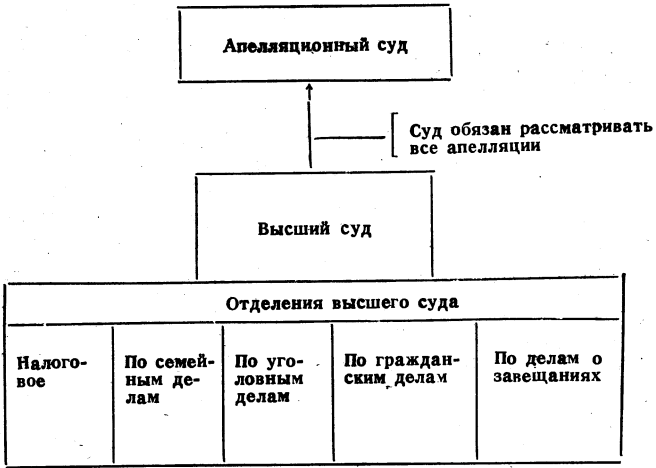 Апелляционный суд
Суд обязан рассматривать
все апелляции
Высший суд
Отделения высшего суда
Налого-
вое
По семей-
ным де-
лам
По уго-
ловным
делам
По граждан-
ским делам
По делам о
завещаниях